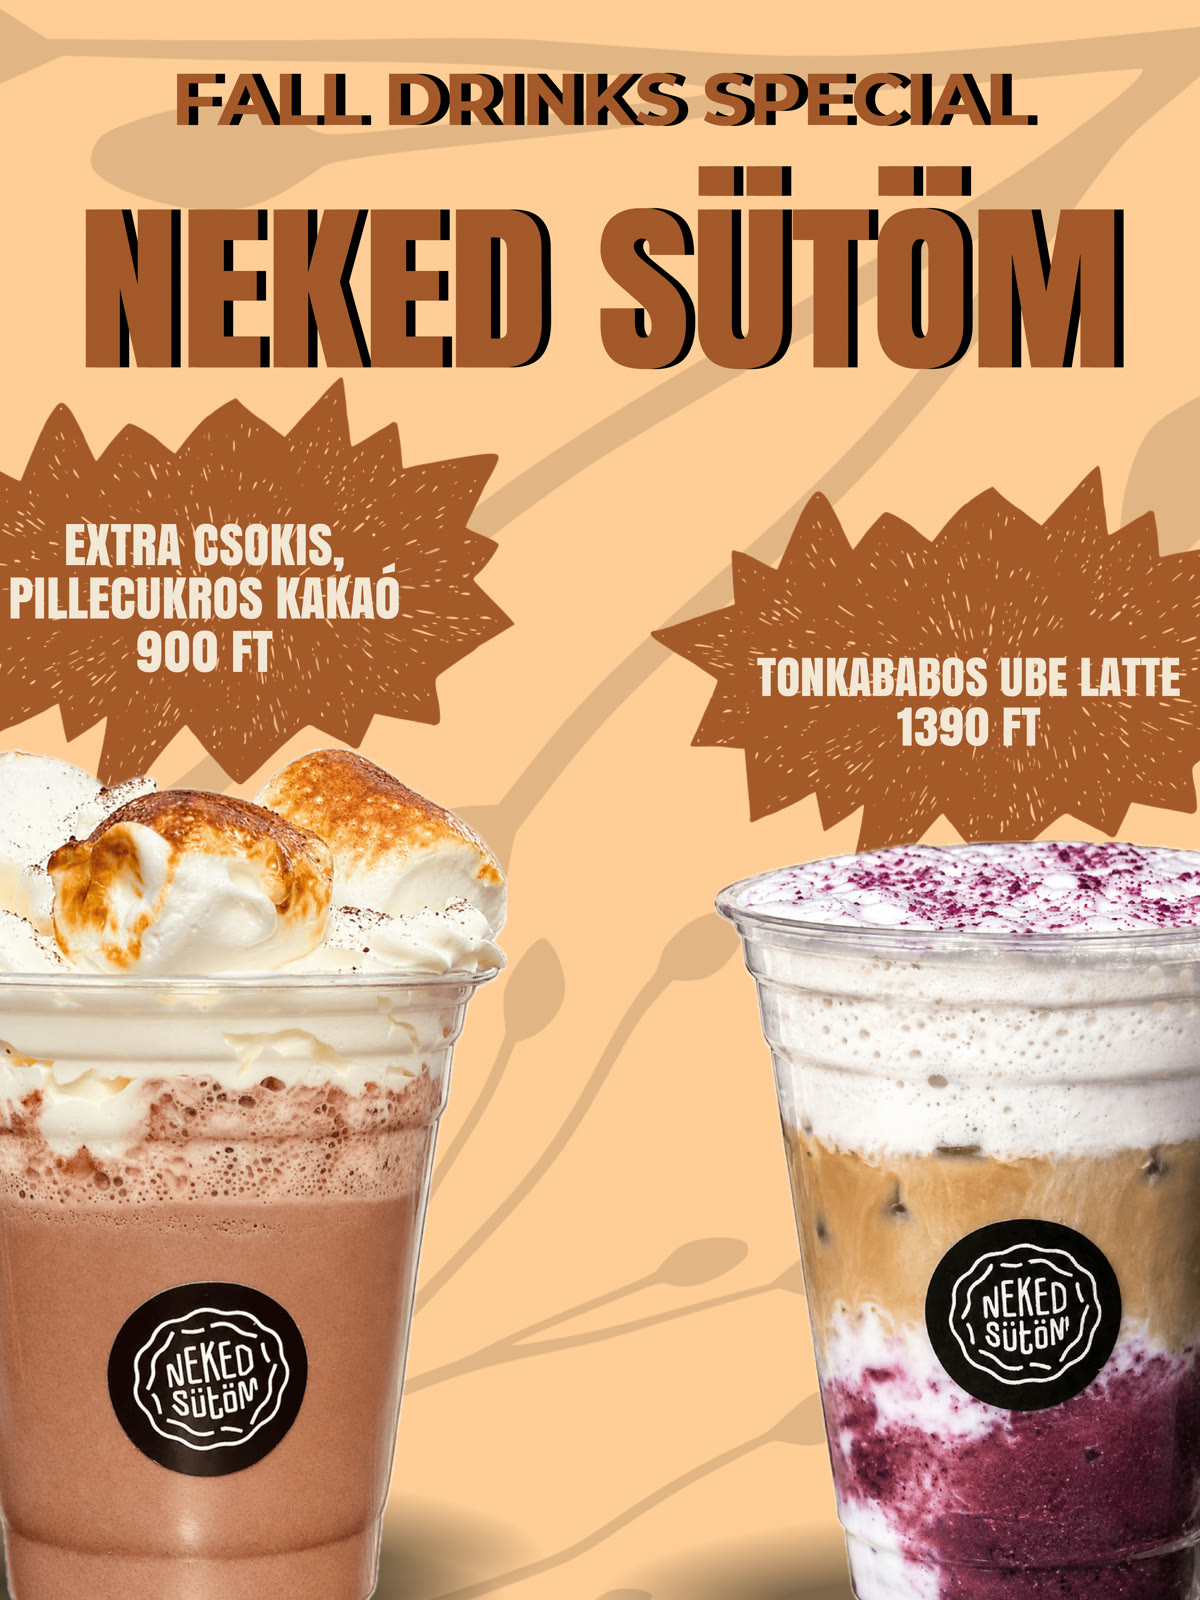 FALL DRINKS SPECIAL
NEKED SÜTÖM
EXTRA CSOKIS,
PILLECUKROS KAKAÓ
900 FT
TONKABABOS UBE LATTE
1390 FT
NEKED
SÜTÖM
NEKED
SÜTÖM